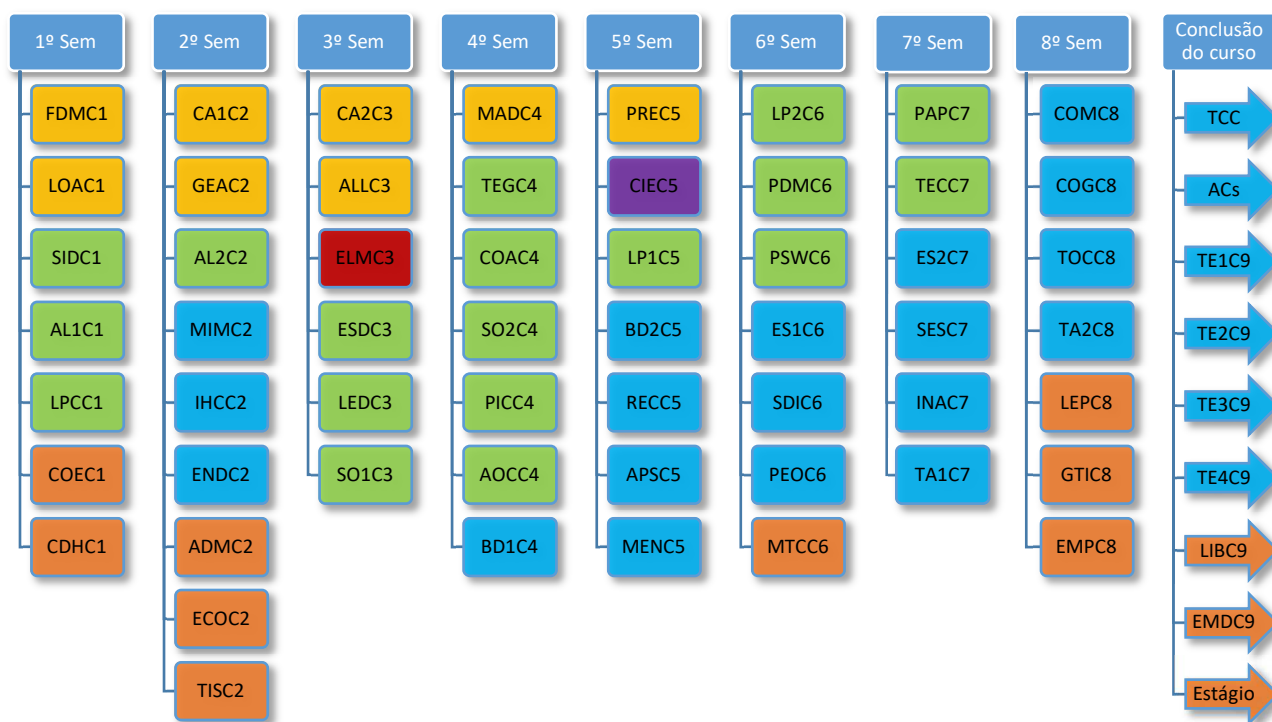 1º Sem
FDMC1
LOAC1
SIDC1
AL1C1
LPCC1
COEC1
CDHC1
2º Sem
CA1C2
GEAC2
AL2C2
MIMC2
IHCC2
ENDC2
ADMC2
ECOC2
TISC2
3º Sem
CA2C3
ALLC3
ELMC3
ESDC3
LEDC3
SO1C3
4º Sem
MADC4
TEGC4
COAC4
SO2C4
PICC4
AOCC4
BD1C4
5º Sem
PREC5
CIEC5
LP1C5
BD2C5
RECC5
APSC5
MENC5
6º Sem
LP2C6
PDMC6
PSWC6
ES1C6
SDIC6
PEOC6
MTCC6
7º Sem
PAPC7
TECC7
ES2C7
SESC7
INAC7
TA1C7
8º Sem
COMC8
COGC8
TOCC8
TA2C8
LEPC8
GTIC8
EMPC8
Conclusão
do curso
TCC
ACs
TE1C9
TE2C9
TE3C9
TE4C9
LIBC9
EMDC9
Estágio